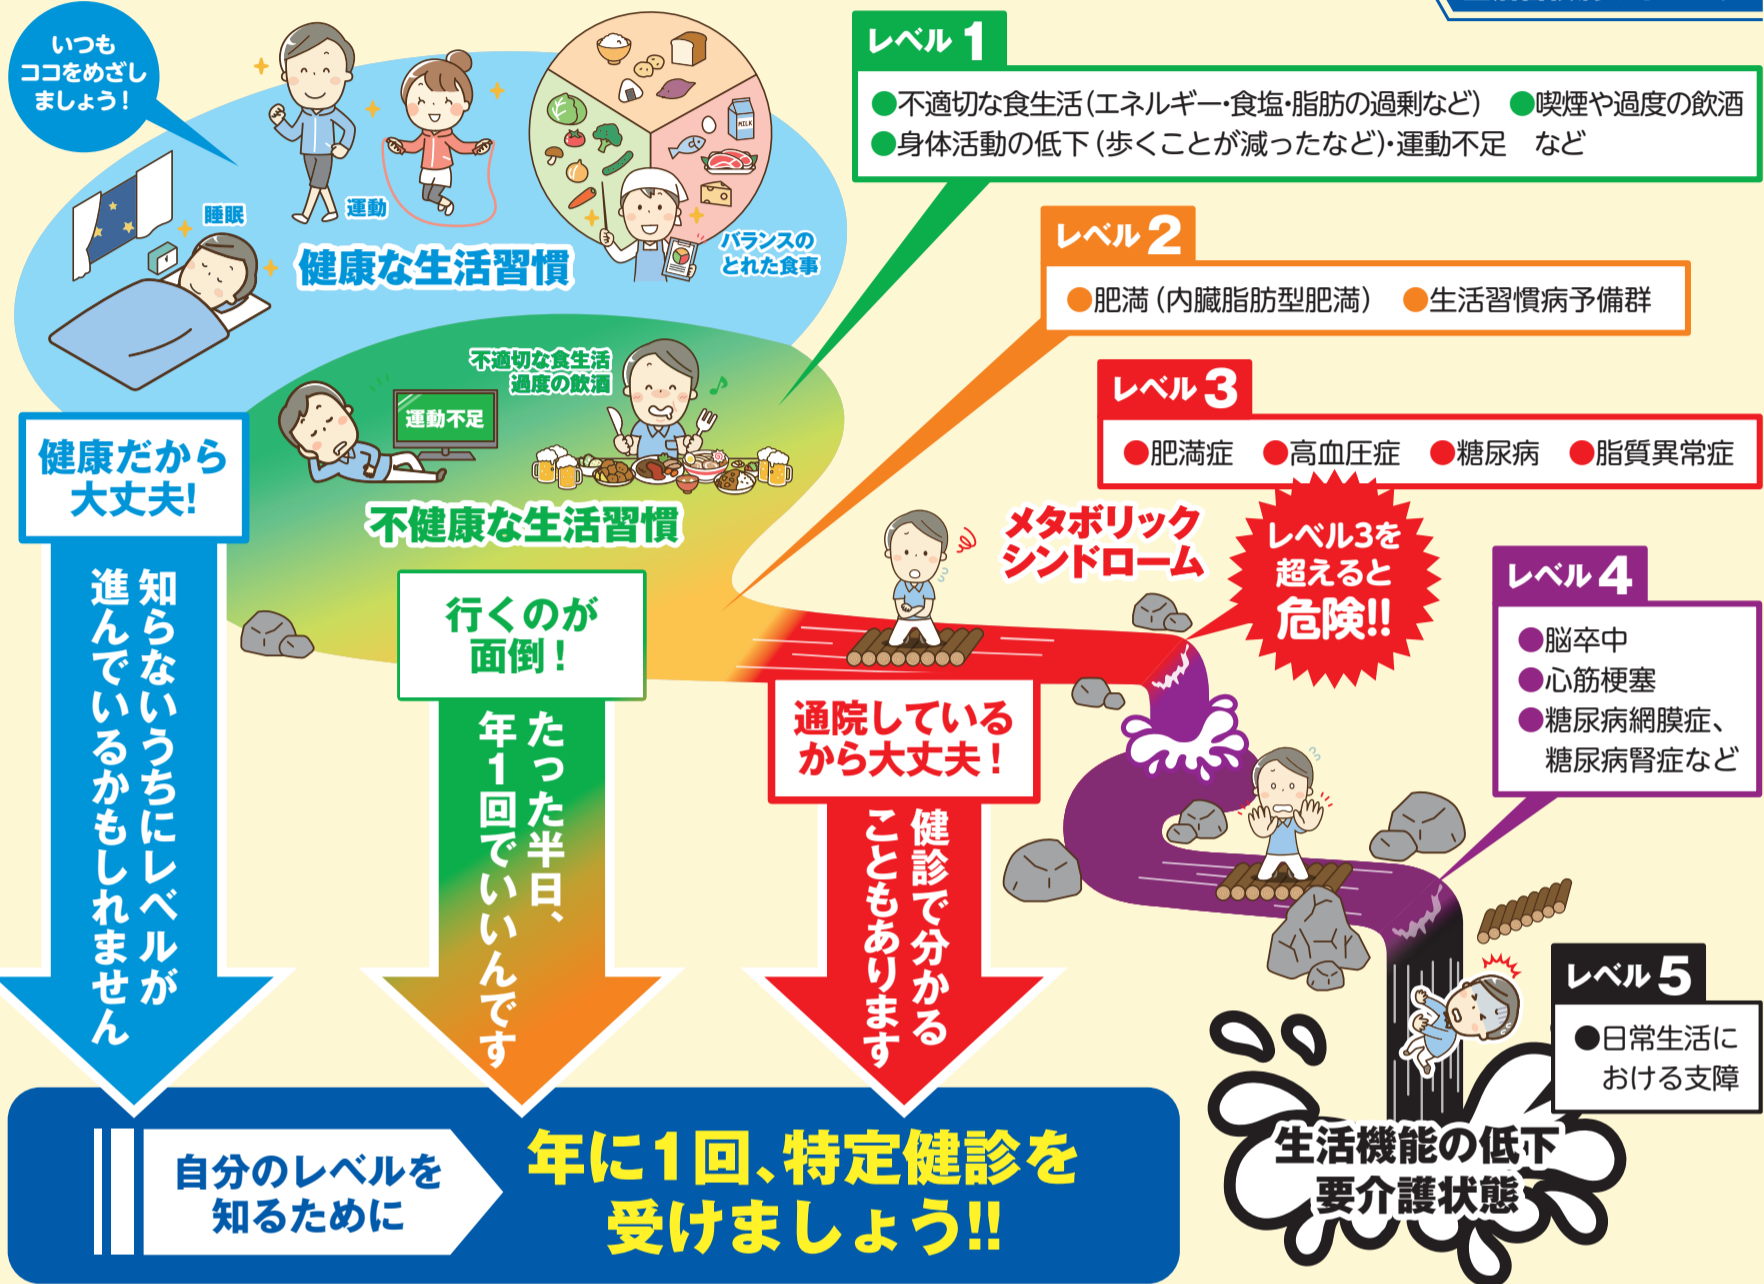 いつも
ココをめざし
ましょう!
睡眠
運動
バランスの
とれた食事
健康な生活習慣
レベル 1
●不適切な食生活(エネルギー・食塩・脂肪の過剰など) ●喫煙や過度の飲酒
●身体活動の低下(歩くことが減ったなど)・運動不足 など
レベル 2
●肥満(内臓脂肪型肥満) ●生活習慣病予備群
レベル 3
●肥満症 ●高血圧症 ●糖尿病 ●脂質異常症
不適切な食生活
過度の飲酒
運動不足
不健康な生活習慣
メタボリック
シンドローム
レベル3を
超えると
危険!!
レベル 4
●脳卒中
●心筋梗塞
●糖尿病網膜症、
糖尿病腎症など
レベル 5
●日常生活に
おける支障
生活機能の低下
要介護状態
健康だから
大丈夫!
知らないうちにレベルが
進んでいるかもしれません
行くのが
面倒!
たった半日、
年1回でいいんです
通院している
から大丈夫!
健診で分かる
こともあります
MILK
自分のレベルを
知るために
年に1回、特定健診を
受けましょう!!